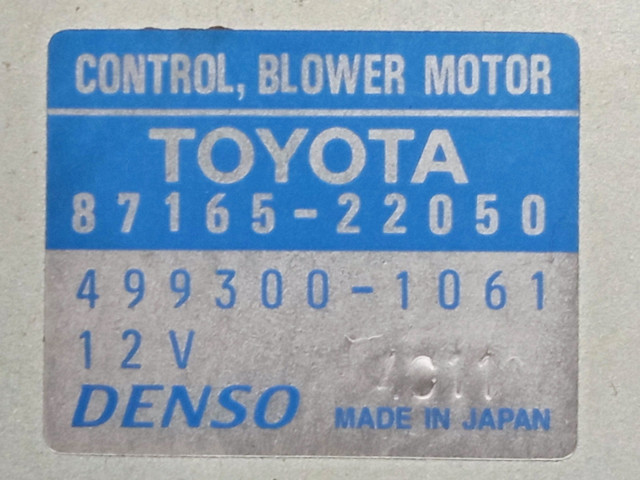 CONTROL, BLOWER MOTOR
TOYOTA
87165-22050
499300-1061
12V
DENSO MADE IN JAPAN